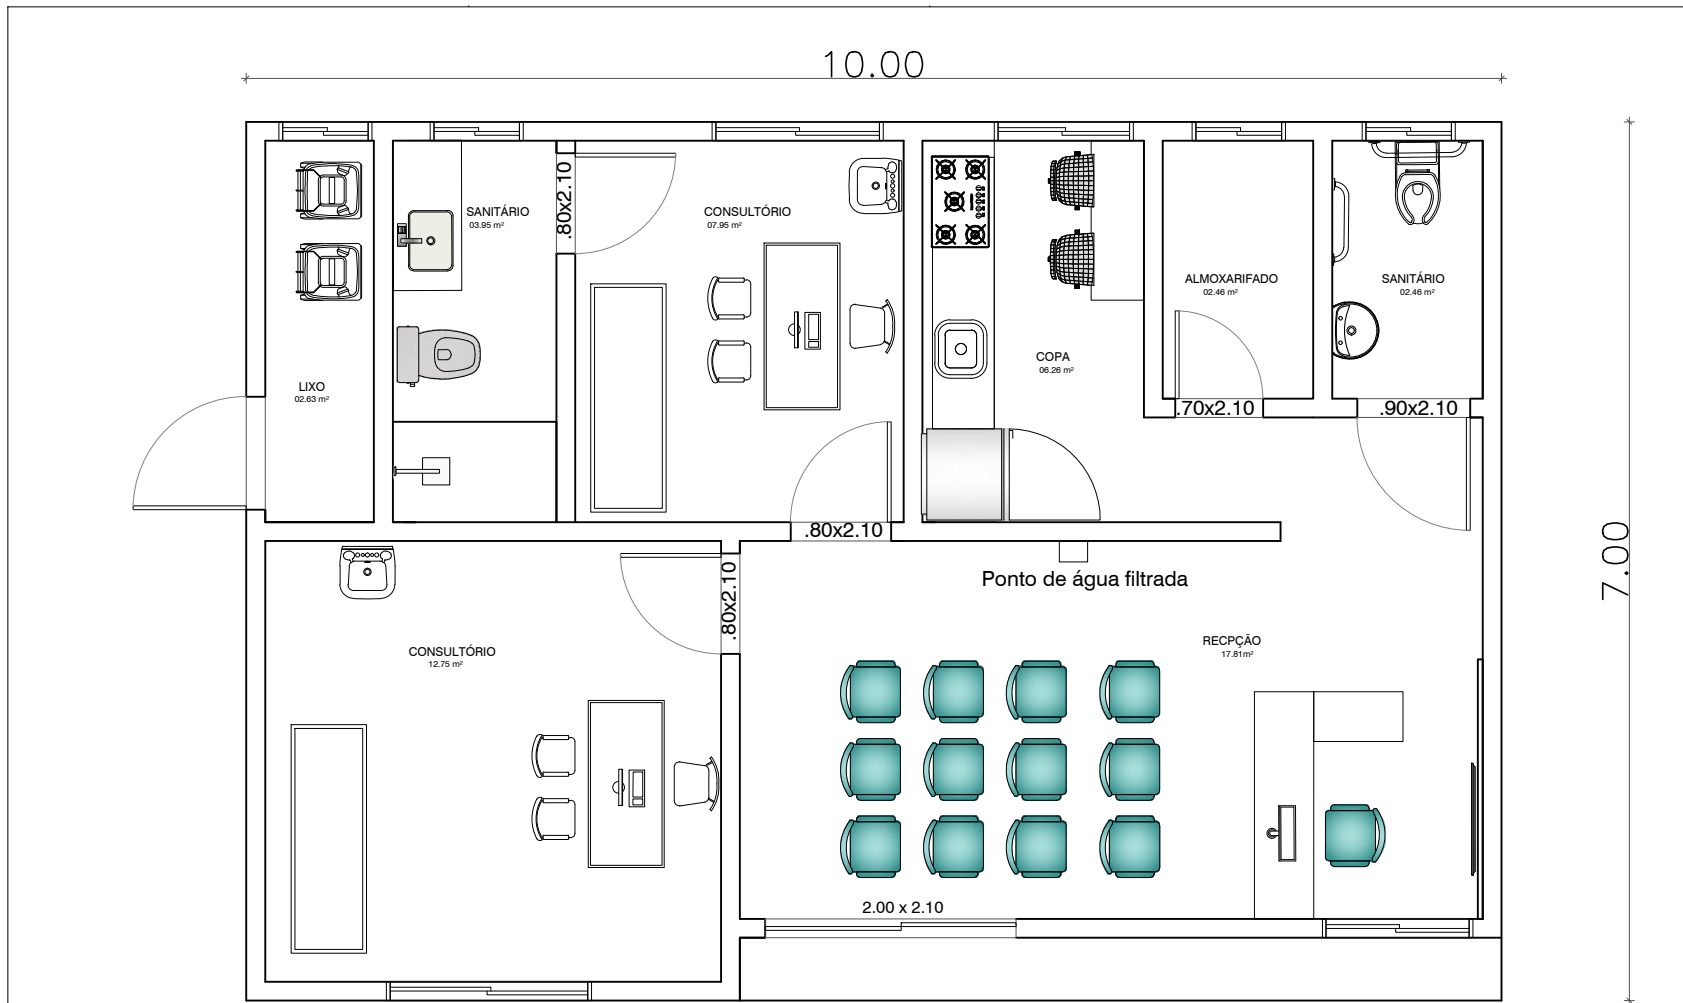 10.00
SANITÁRIO
03.95 m²
.80x2.10
CONSULTÓRIO
07.95 m²
ALMOXARIFADO
02.46 m²
SANITÁRIO
02.46 m²
LIXO
02.63 m²
COPA
06.26 m²
.70x2.10
.90x2.10
.80x2.10
7.00
Ponto de água filtrada
.80x2.10
CONSULTÓRIO
12.75 m²
RECPÇÃO
17.81m²
2.00 x 2.10